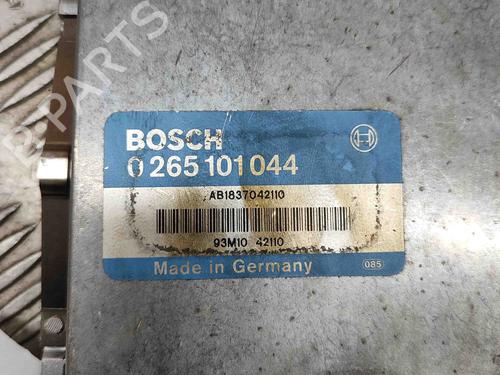 B-PARTS
BOSCH
0 265 101 044
AB1837042110
93M10 42110
Made in Germany
085